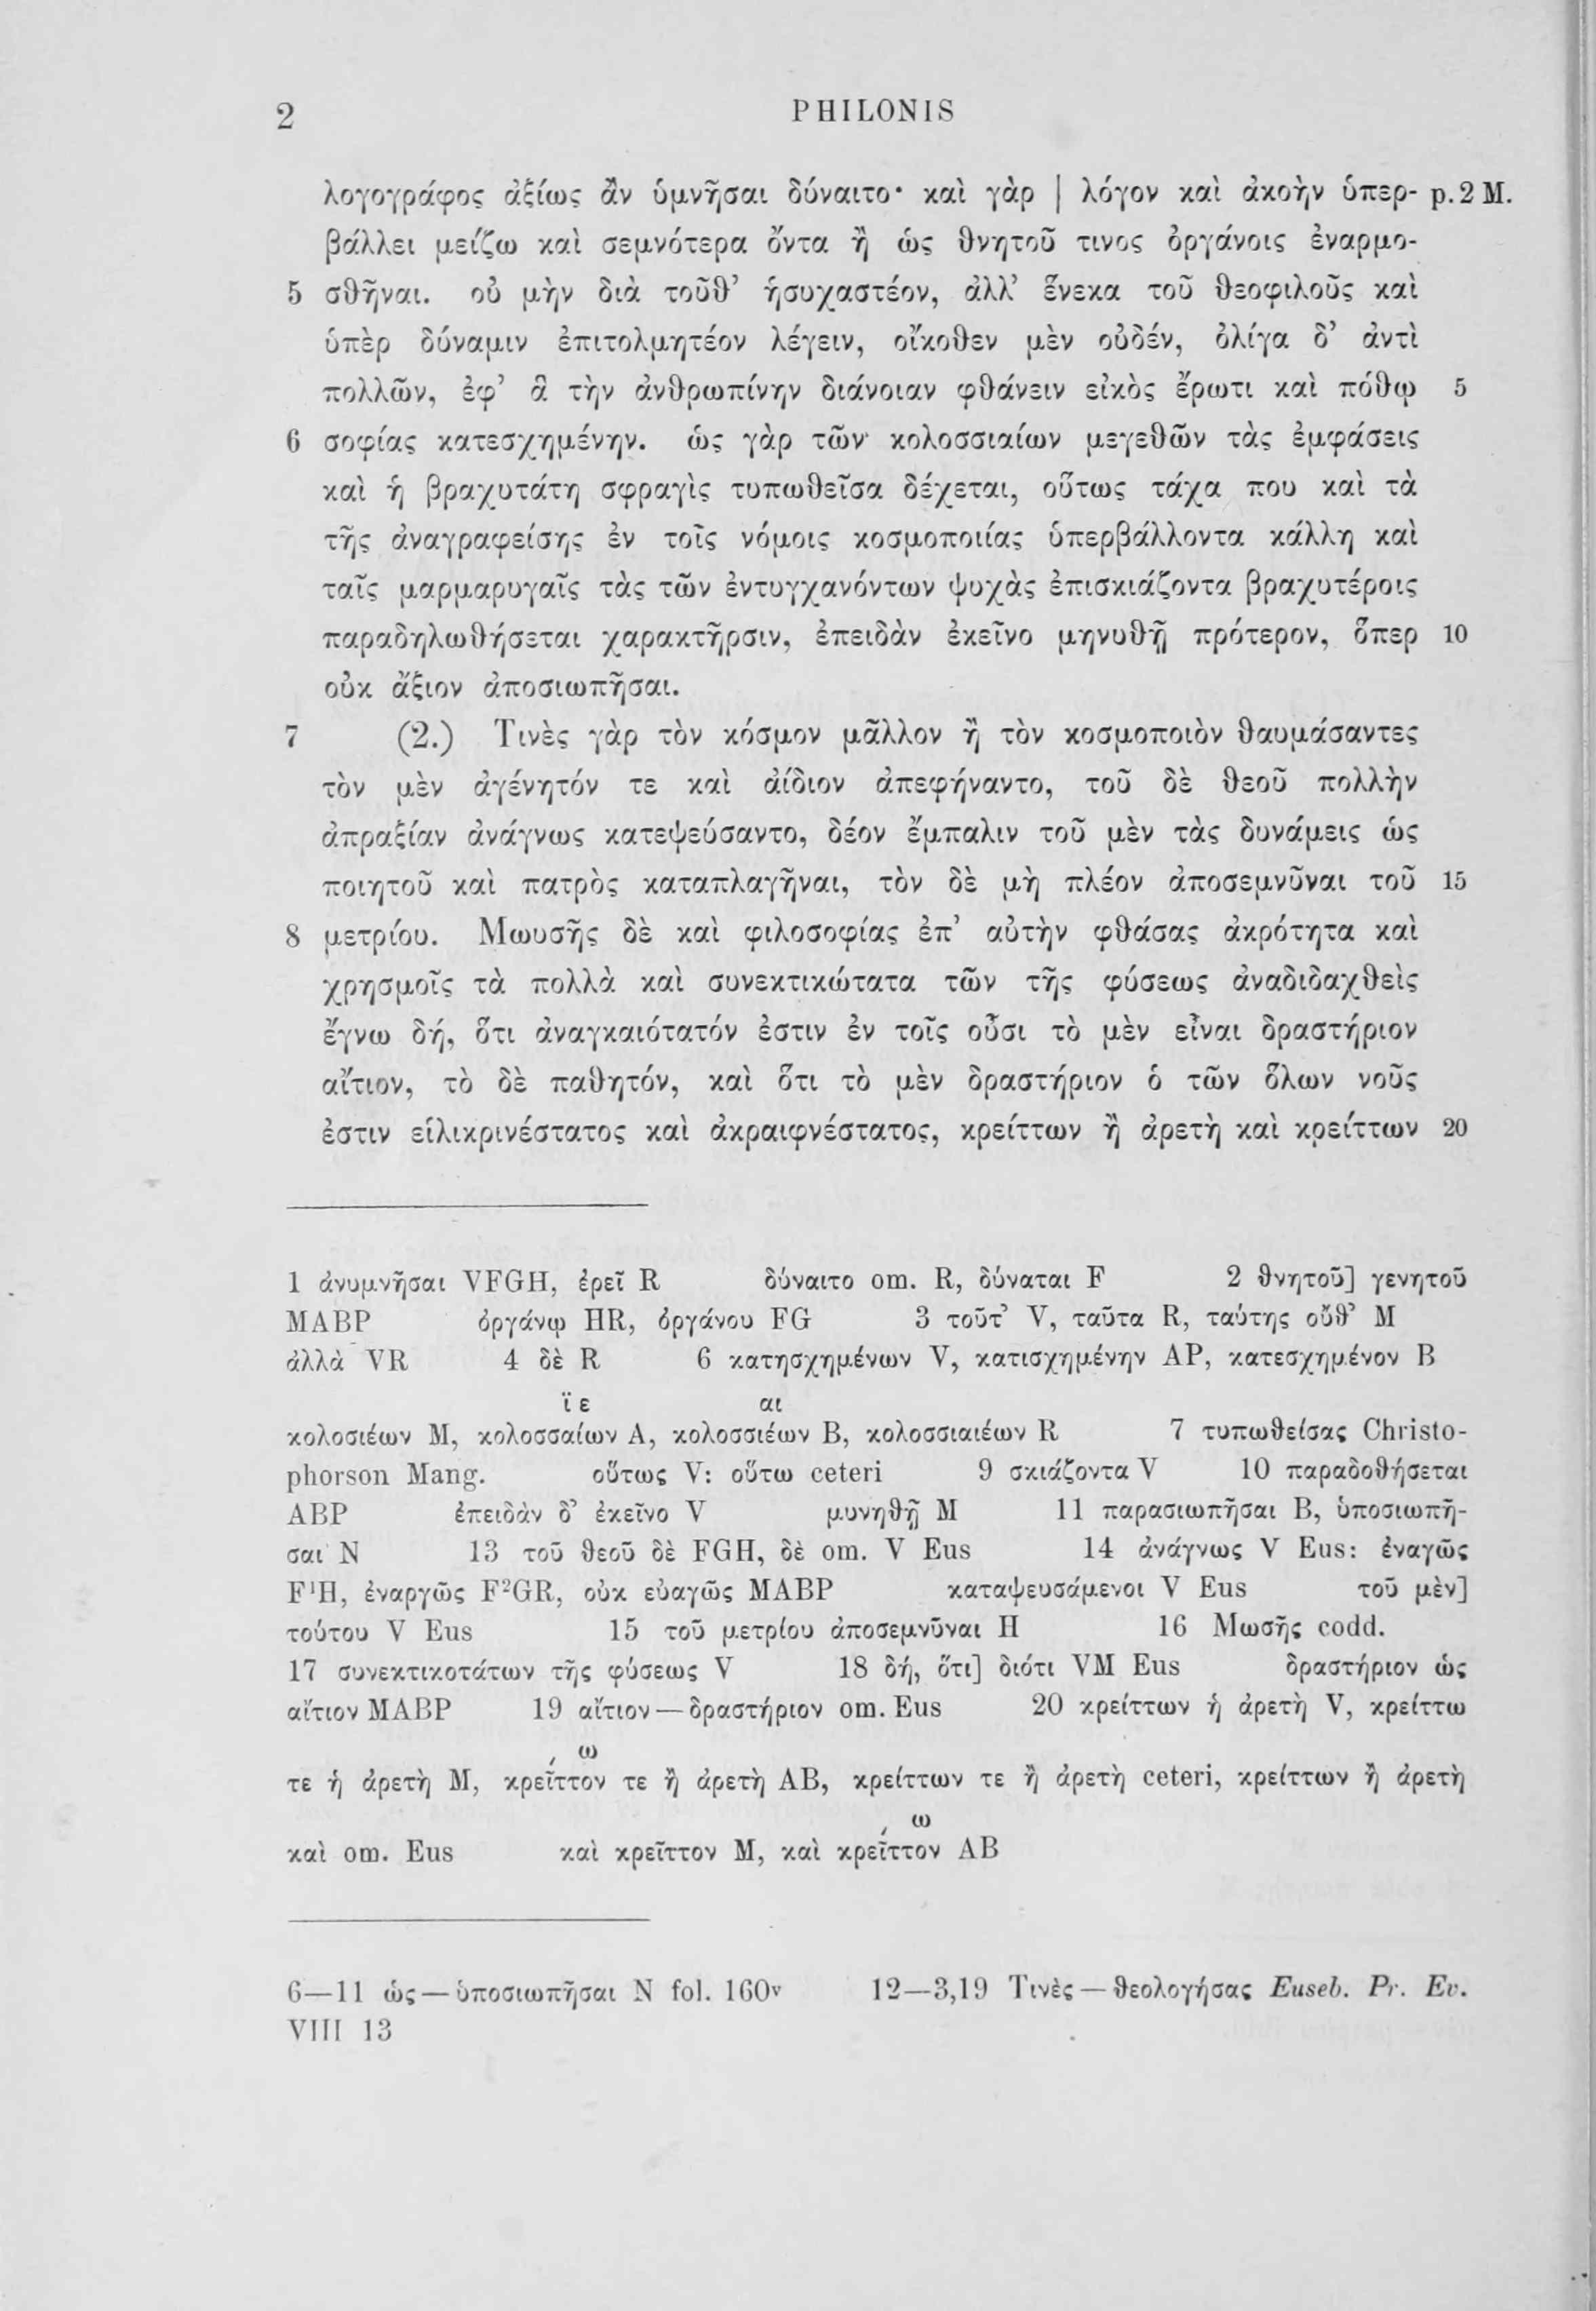 2 PHILONIS
λογογράφος ἀξίως ἂν ὑμνῆσαι δύναιτο· καὶ γὰρ | λόγον καὶ ἀκοὴν ὑπερ- p. 2 M.
βάλλει μείζω καὶ σεμνότερα ὄντα ἢ ὡς θνητοῦ τινος ὀργάνοις ἐναρμο-
5 σθῆναι. οὐ μὴν διὰ τοῦθ’ ἡσυχαστέον, ἀλλ’ ἕνεκα τοῦ θεοφιλοῦς καὶ
ὑπὲρ δύναμιν ἐπιτολμητέον λέγειν, οἴκοθεν μὲν οὐδέν, ὀλίγα δ’ ἀντὶ
πολλῶν, ἐφ’ ἃ τὴν ἀνθρωπίνην διάνοιαν φθάνειν εἰκὸς ἔρωτι καὶ πόθῳ 5
6 σοφίας κατεσχημένην. ὡς γὰρ τῶν κολοσσιαίων μεγεθῶν τὰς ἐμφάσεις
καὶ ἡ βραχυτάτη σφραγὶς τυπωθεῖσα δέχεται, οὕτως τάχα που καὶ τὰ
τῆς ἀναγραφείσης ἐν τοῖς νόμοις κοσμοποιίας ὑπερβάλλοντα κάλλη καὶ
ταῖς μαρμαρυγαῖς τὰς τῶν ἐντυγχανόντων ψυχὰς ἐπισκιάζοντα βραχυτέροις
παραδηλωθήσεται χαρακτῆρσιν, ἐπειδὰν ἐκεῖνο μηνυθῇ πρότερον, ὅπερ 10
οὐκ ἄξιον ἀποσιωπῆσαι.
7 (2.) Τινὲς γὰρ τὸν κόσμον μᾶλλον ἢ τὸν κοσμοποιὸν θαυμάσαντες
τὸν μὲν ἀγένητόν τε καὶ ἀίδιον ἀπεφήναντο, τοῦ δὲ θεοῦ πολλὴν
ἀπραξίαν ἀνάγνως κατεψεύσαντο, δέον ἔμπαλιν τοῦ μὲν τὰς δυνάμεις ὡς
ποιητοῦ καὶ πατρὸς καταπλαγῆναι, τὸν δὲ μὴ πλέον ἀποσεμνῦναι τοῦ 15
8 μετρίου. Μωυσῆς δὲ καὶ φιλοσοφίας ἐπ’ αὐτὴν φθάσας ἀκρότητα καὶ
χρησμοῖς τὰ πολλὰ καὶ συνεκτικώτατα τῶν τῆς φύσεως ἀναδιδαχθεὶς
ἔγνω δή, ὅτι ἀναγκαιότατόν ἐστιν ἐν τοῖς οὖσι τὸ μὲν εἶναι δραστήριον
αἴτιον, τὸ δὲ παθητόν, καὶ ὅτι τὸ μὲν δραστήριον ὁ τῶν ὅλων νοῦς
ἐστιν εἱλικρινέστατος καὶ ἀκραιφνέστατος, κρείττων ἢ ἀρετὴ καὶ κρείττων 20
1 ἀνυμνῆσαι VFGH, ἐρεῖ R δύναιτο om. R, δύναται F 2 θνητοῦ] γενητοῦ
MABP ὀργάνῳ HR, ὀργάνου FG 3 τοῦτ’ V, ταῦτα R, ταύτης οὔθ’ M
ἀλλὰ VR 4 δὲ R 6 κατησχημένων V, κατισχημένην AP, κατεσχημένον B
ϊ ε αι
κολοσιέων M, κολοσσαίων A, κολοσσιέων B, κολοσσιαιέων R 7 τυπωθείσας Christo-
phorson Mang. οὕτως V: οὕτω ceteri 9 σκιάζοντα V 10 παραδοθήσεται
ABP ἐπειδὰν δ’ ἐκεῖνο V μυνηθῇ M 11 παρασιωπῆσαι B, ὑποσιωπῆ-
σαι N 13 τοῦ θεοῦ δὲ FGH, δὲ om. V Eus 14 ἀνάγνως V Eus: ἐναγῶς
F¹H, ἐναργῶς F²GR, οὐκ εὐαγῶς MABP καταψευσάμενοι V Eus τοῦ μὲν]
τούτου V Eus 15 τοῦ μετρίου ἀποσεμνῦναι H 16 Μωσῆς codd.
17 συνεκτικοτάτων τῆς φύσεως V 18 δή, ὅτι] διότι VM Eus δραστήριον ὡς
αἴτιον MABP 19 αἴτιον — δραστήριον om. Eus 20 κρείττων ἡ ἀρετὴ V, κρείττω
´ ω
τε ἡ ἀρετὴ M, κρεῖττον τε ἢ ἀρετὴ AB, κρείττων τε ἢ ἀρετὴ ceteri, κρείττων ἢ ἀρετὴ
´ ω
καὶ om. Eus καὶ κρεῖττον M, καὶ κρεῖττον AB
6—11 ὡς — ὑποσιωπῆσαι N fol. 160ᵛ 12—3,19 Τινὲς — θεολογήσας Euseb. Pr. Ev.
VIII 13